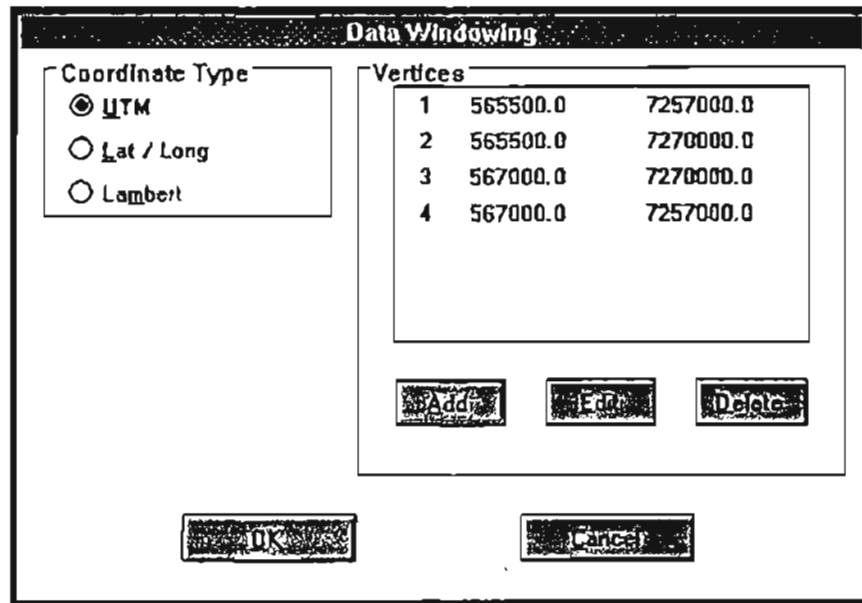 Data Windowing
Coordinate Type
UTM
Lat / Long
Lambert
Vertices
1 565500.0 7257000.0
2 565500.0 7270000.0
3 567000.0 7270000.0
4 567000.0 7257000.0
Add Edit Delete
OK Cancel